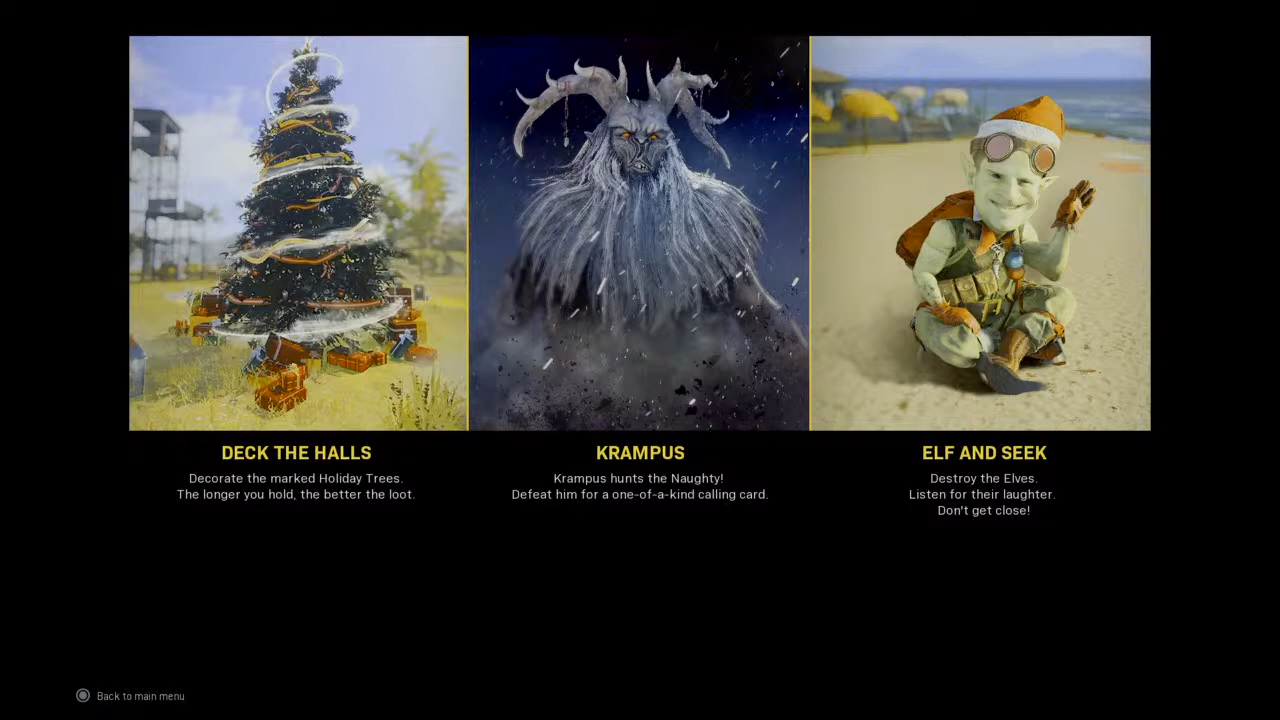 DECK THE HALLS
Decorate the marked Holiday Trees.
The longer you hold, the better the loot.
KRAMPUS
Krampus hunts the Naughty!
Defeat him for a one-of-a-kind calling card.
ELF AND SEEK
Destroy the Elves.
Listen for their laughter.
Don't get close!
Back to main menu